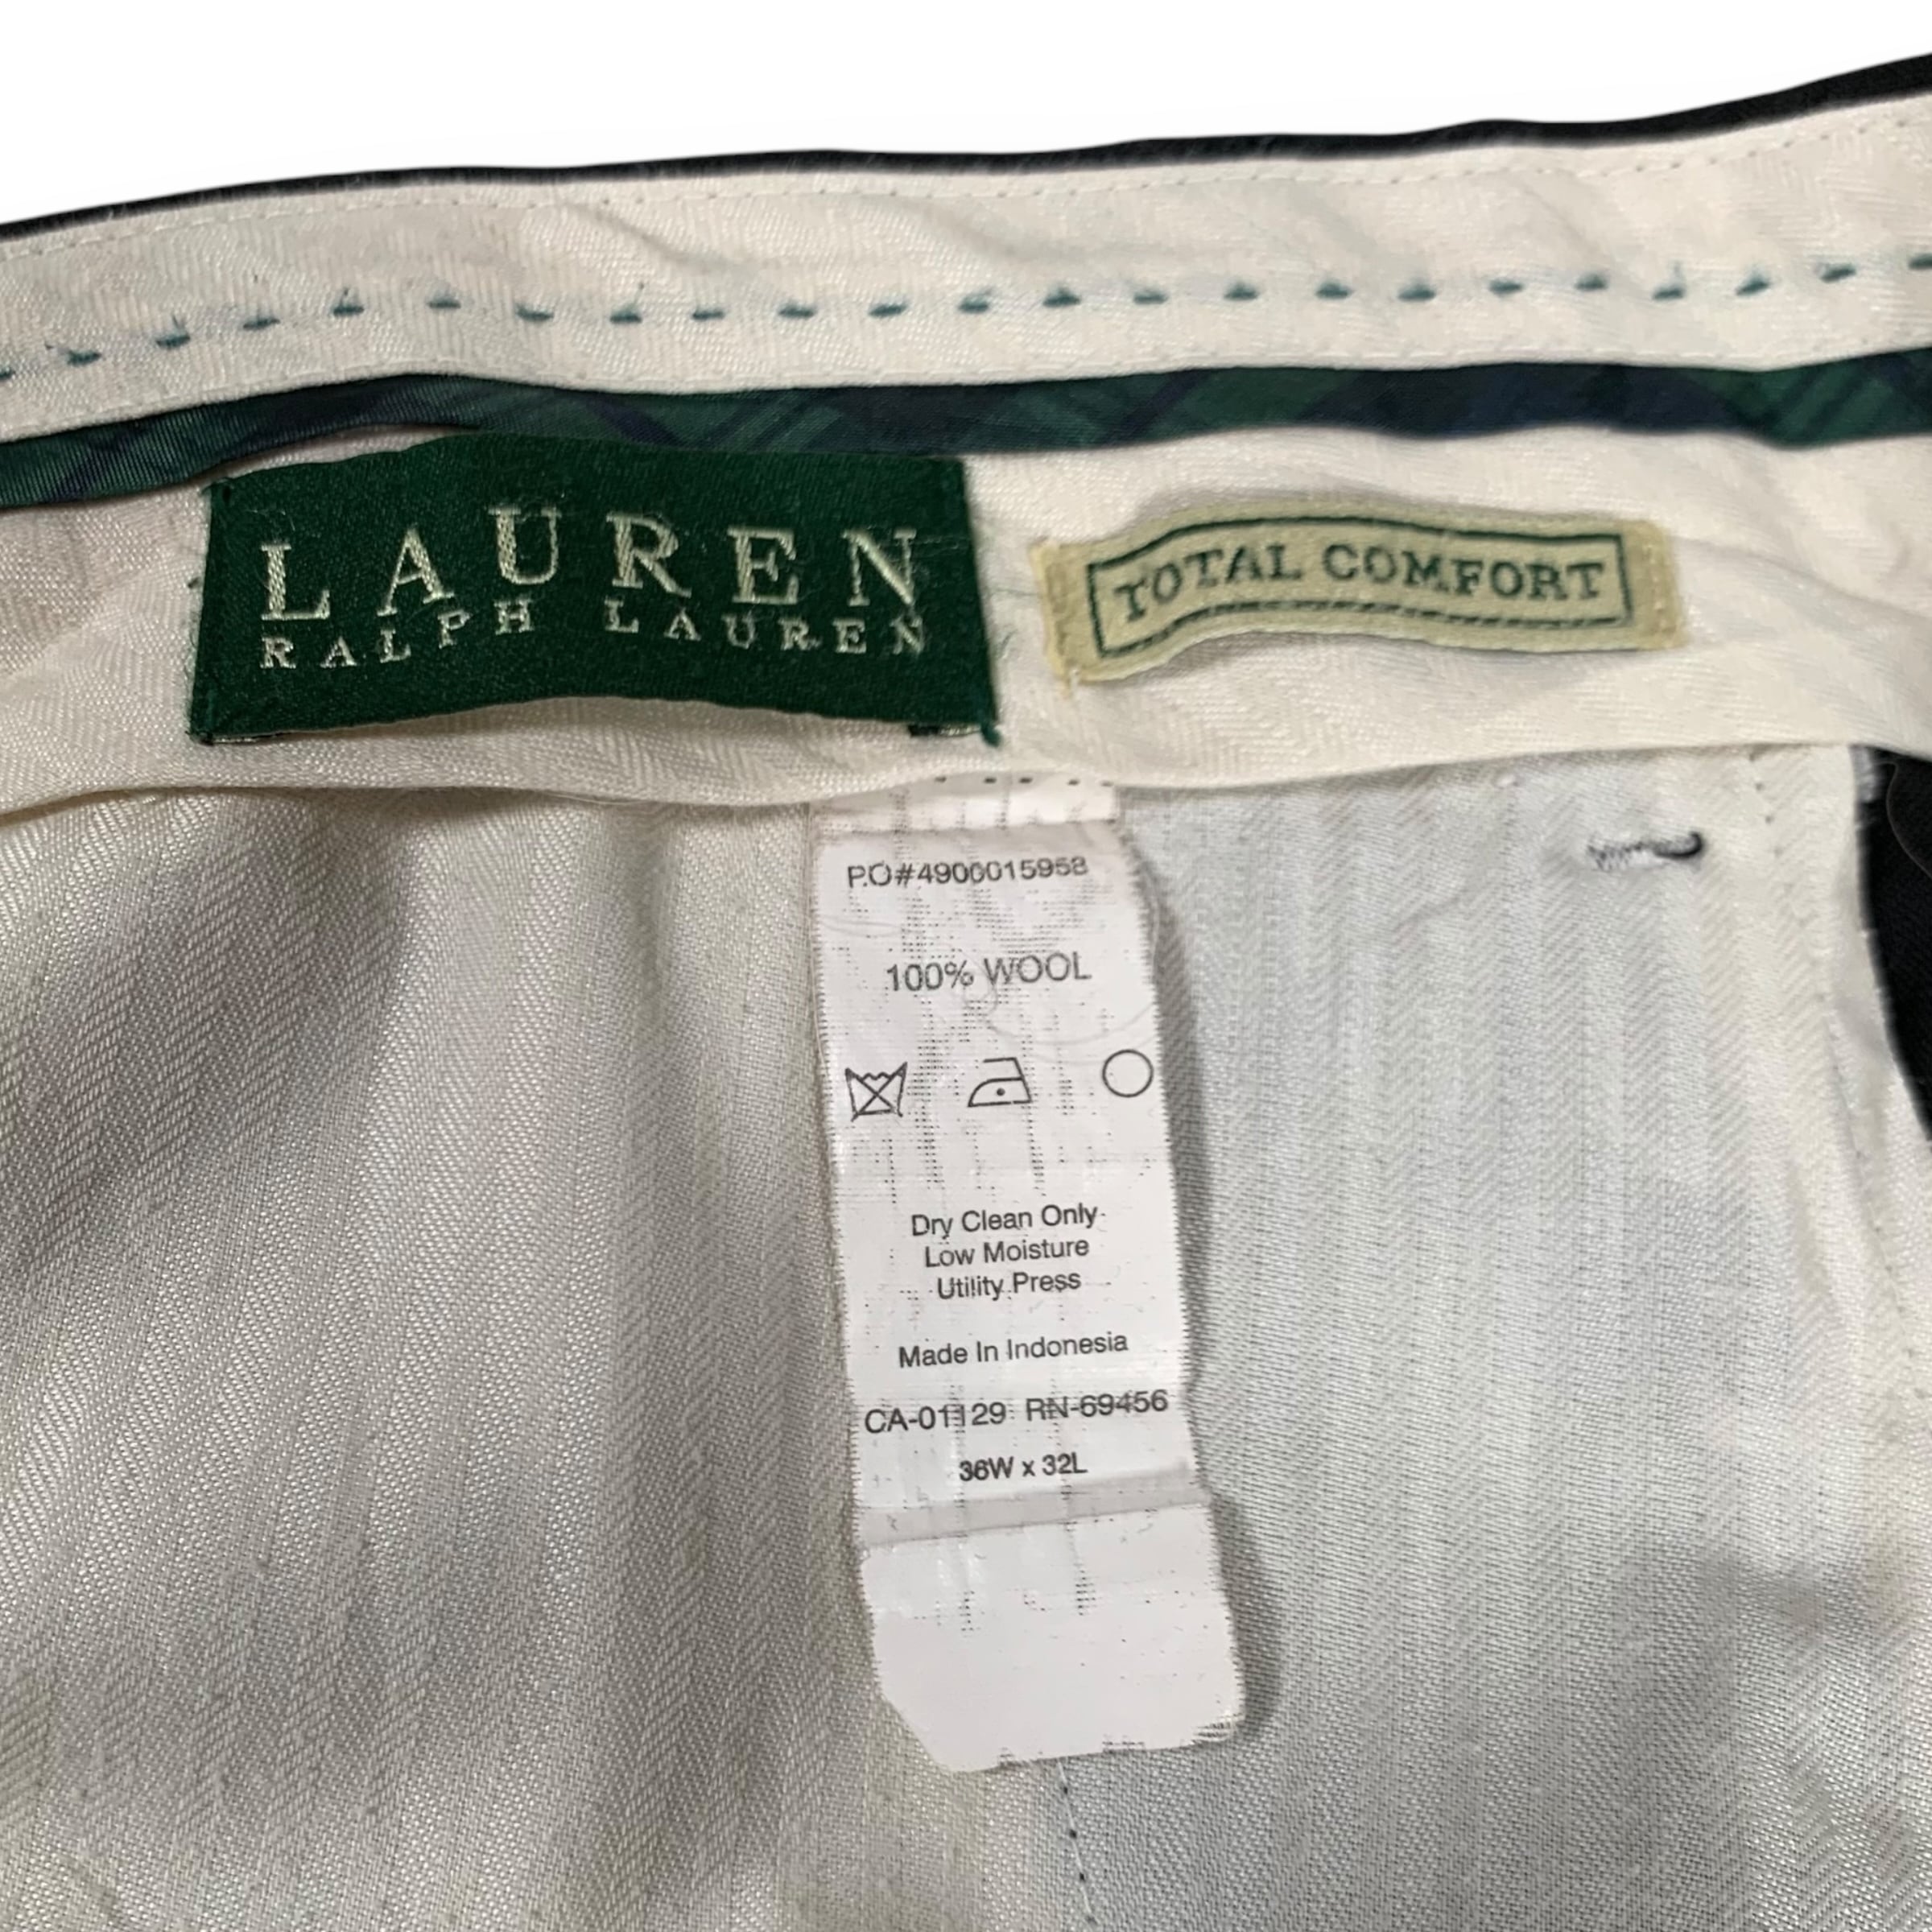 LAUREN
RALPH LAUREN
TOTAL COMFORT
P.O#4900015958
100% WOOL
Dry Clean Only
Low Moisture
Utility Press
Made In Indonesia
CA-01129 RN-69456
36W x 32L